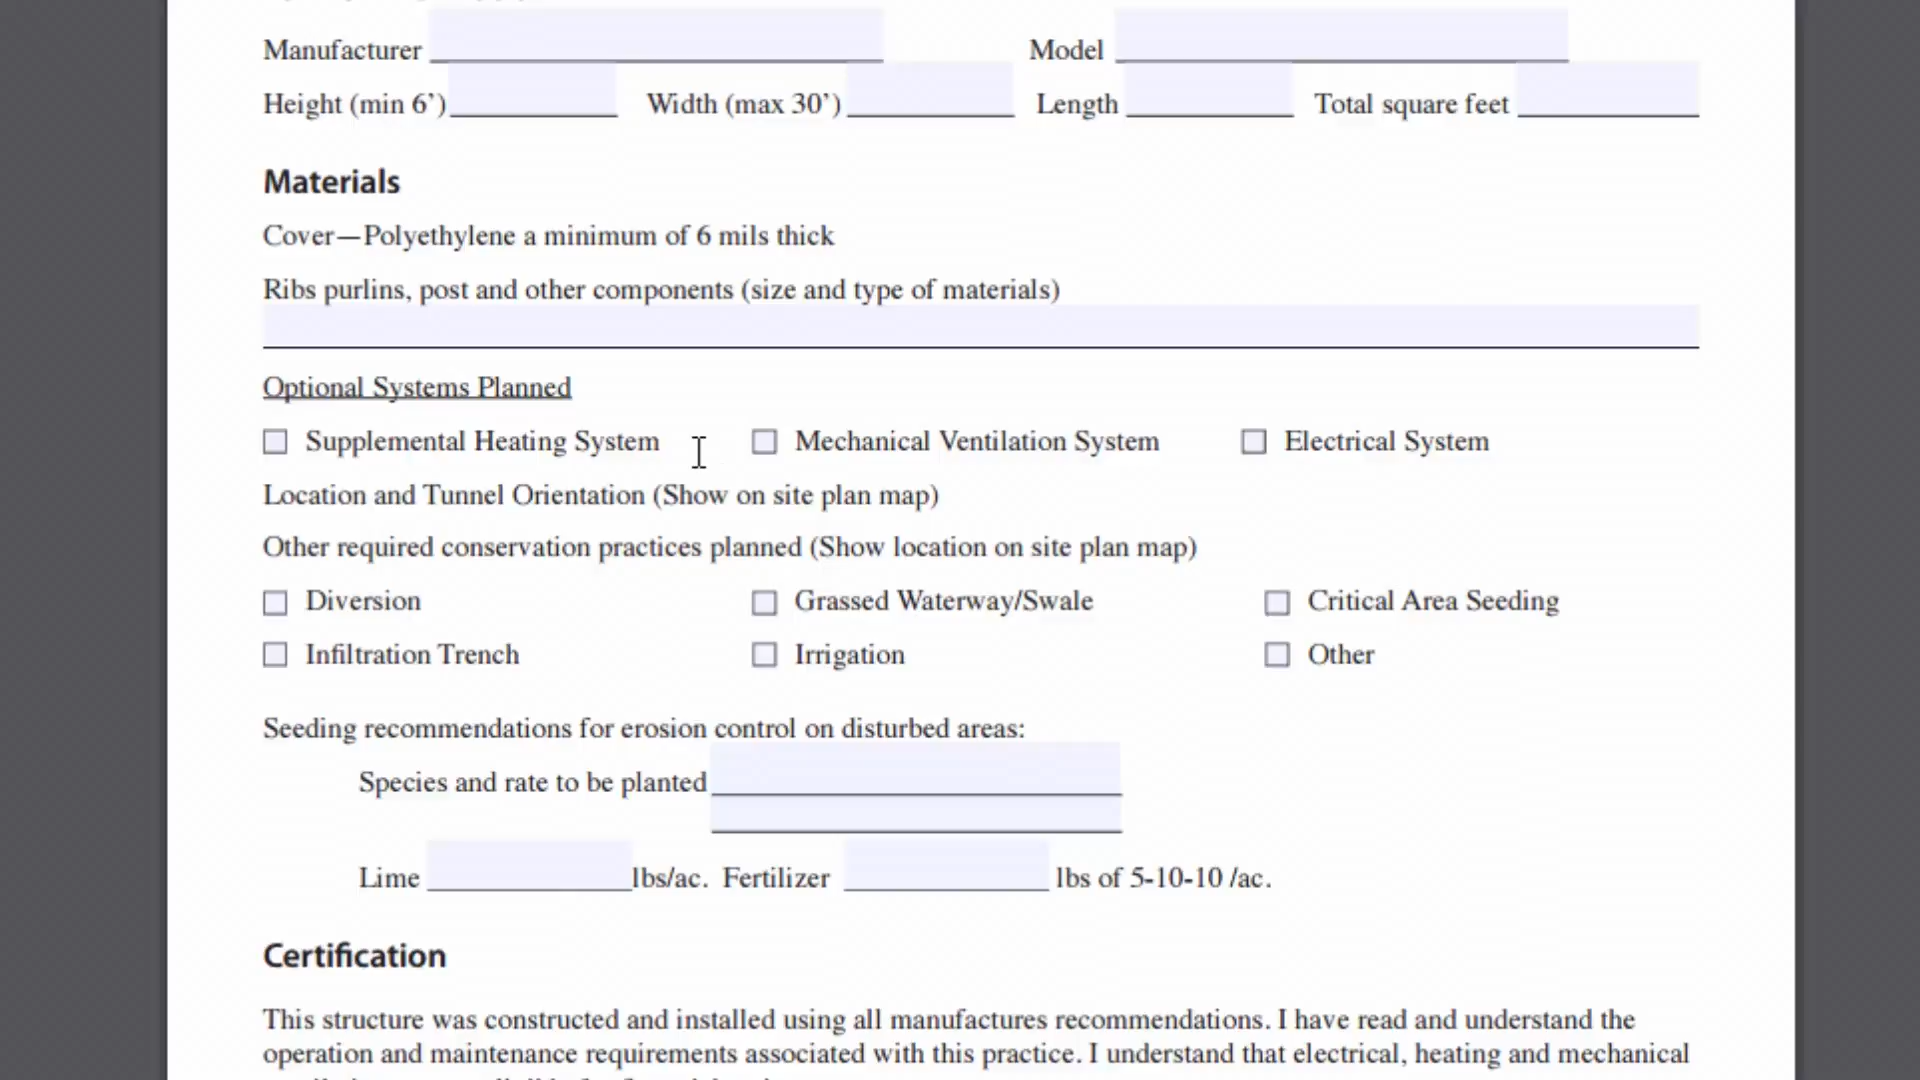 Manufacturer Model
Height (min 6’) Width (max 30’) Length Total square feet
Materials
Cover—Polyethylene a minimum of 6 mils thick
Ribs purlins, post and other components (size and type of materials)
Optional Systems Planned
Supplemental Heating System Mechanical Ventilation System Electrical System
Location and Tunnel Orientation (Show on site plan map)
Other required conservation practices planned (Show location on site plan map)
Diversion Grassed Waterway/Swale Critical Area Seeding
Infiltration Trench Irrigation Other
Seeding recommendations for erosion control on disturbed areas:
Species and rate to be planted
Lime lbs/ac. Fertilizer lbs of 5-10-10 /ac.
Certification
This structure was constructed and installed using all manufactures recommendations. I have read and understand the
operation and maintenance requirements associated with this practice. I understand that electrical, heating and mechanical